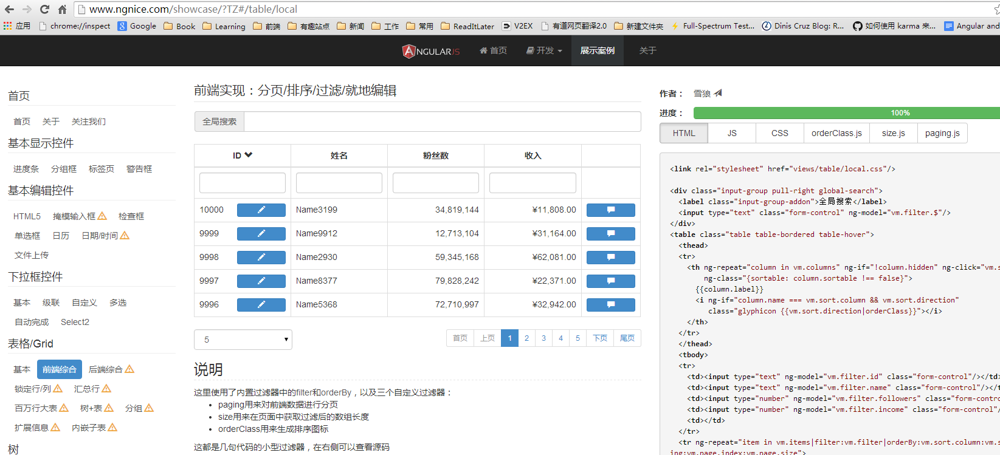 www.ngnice.com/showcase/?TZ#/table/local
应用 chrome://inspect Google Book Learning 前端 有趣站点 新闻 工作 常用 ReadItLater V2EX 有道网页翻译2.0 新建文件夹 Full-Spectrum Test... Dinis Cruz Blog: R... 如何使用 karma 来... Angular and
ANGULARJS 首页 开发 展示案例 关于
首页
首页 关于 关注我们
基本显示控件
进度条 分组框 标签页 警告框
基本编辑控件
HTML5 掩模输入框 检查框
单选框 日历 日期/时间
文件上传
下拉框控件
基本 级联 自定义 多选
自动完成 Select2
表格/Grid
基本 前端综合 后端综合
锁定行/列 汇总行
百万行大表 树+表 分组
扩展信息 内嵌子表
树
前端实现：分页/排序/过滤/就地编辑
全局搜索
ID 姓名 粉丝数 收入
10000 Name3199 34,819,144 ¥11,808.00
9999 Name9912 12,713,104 ¥31,164.00
9998 Name2930 59,345,168 ¥62,081.00
9997 Name8377 79,828,242 ¥22,371.00
9996 Name5368 72,710,997 ¥32,942.00
5 首页 上页 1 2 3 4 5 下页 尾页
说明
这里使用了内置过滤器中的filter和orderBy，以及三个自定义过滤器：
• paging用来对前端数据进行分页
• size用来在页面中获取过滤后的数组长度
• orderClass用来生成排序图标
这都是几句代码的小型过滤器，在右侧可以查看源码
作者： 雪狼
进度： 100%
HTML JS CSS orderClass.js size.js paging.js
<link rel="stylesheet" href="views/table/local.css"/>
<div class="input-group pull-right global-search">
<label class="input-group-addon">全局搜索</label>
<input type="text" class="form-control" ng-model="vm.filter.$"/>
</div>
<table class="table table-bordered table-hover">
<thead>
<tr>
<th ng-repeat="column in vm.columns" ng-if="!column.hidden" ng-click="vm.s
ng-class="{sortable: column.sortable !== false}">
{{column.label}}
<i ng-if="column.name === vm.sort.column && vm.sort.direction"
class="glyphicon {{vm.sort.direction|orderClass}}"></i>
</th>
</tr>
</thead>
<tbody>
<tr>
<td><input type="text" ng-model="vm.filter.id" class="form-control"/></td>
<td><input type="text" ng-model="vm.filter.name" class="form-control"/></t
<td><input type="number" ng-model="vm.filter.followers" class="form-contro
<td><input type="number" ng-model="vm.filter.income" class="form-control"/
<td></td>
</tr>
<tr ng-repeat="item in vm.items|filter:vm.filter|orderBy:vm.sort.column:vm.s
ing:vm.page.index:vm.page.size">